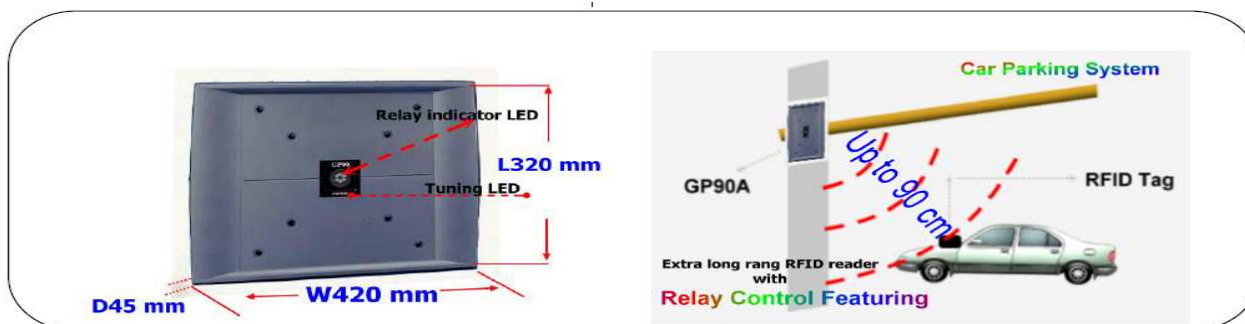 Relay indicator LED
L320 mm
GP90
Tuning LED
W420 mm
D45 mm
Car Parking System
Up to 90 cm
GP90A
RFID Tag
Extra long rang RFID reader
with
Relay Control Featuring